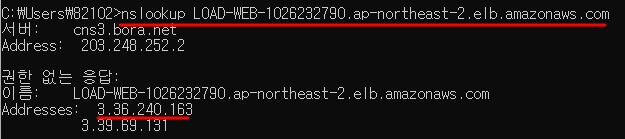 C:₩Users₩82102>nslookup LOAD-WEB-1026232790.ap-northeast-2.elb.amazonaws.com
서버:    cns3.bora.net
Address:  203.248.252.2
권한 없는 응답:
이름:    LOAD-WEB-1026232790.ap-northeast-2.elb.amazonaws.com
Addresses:  3.36.240.163
          3.39.69.131